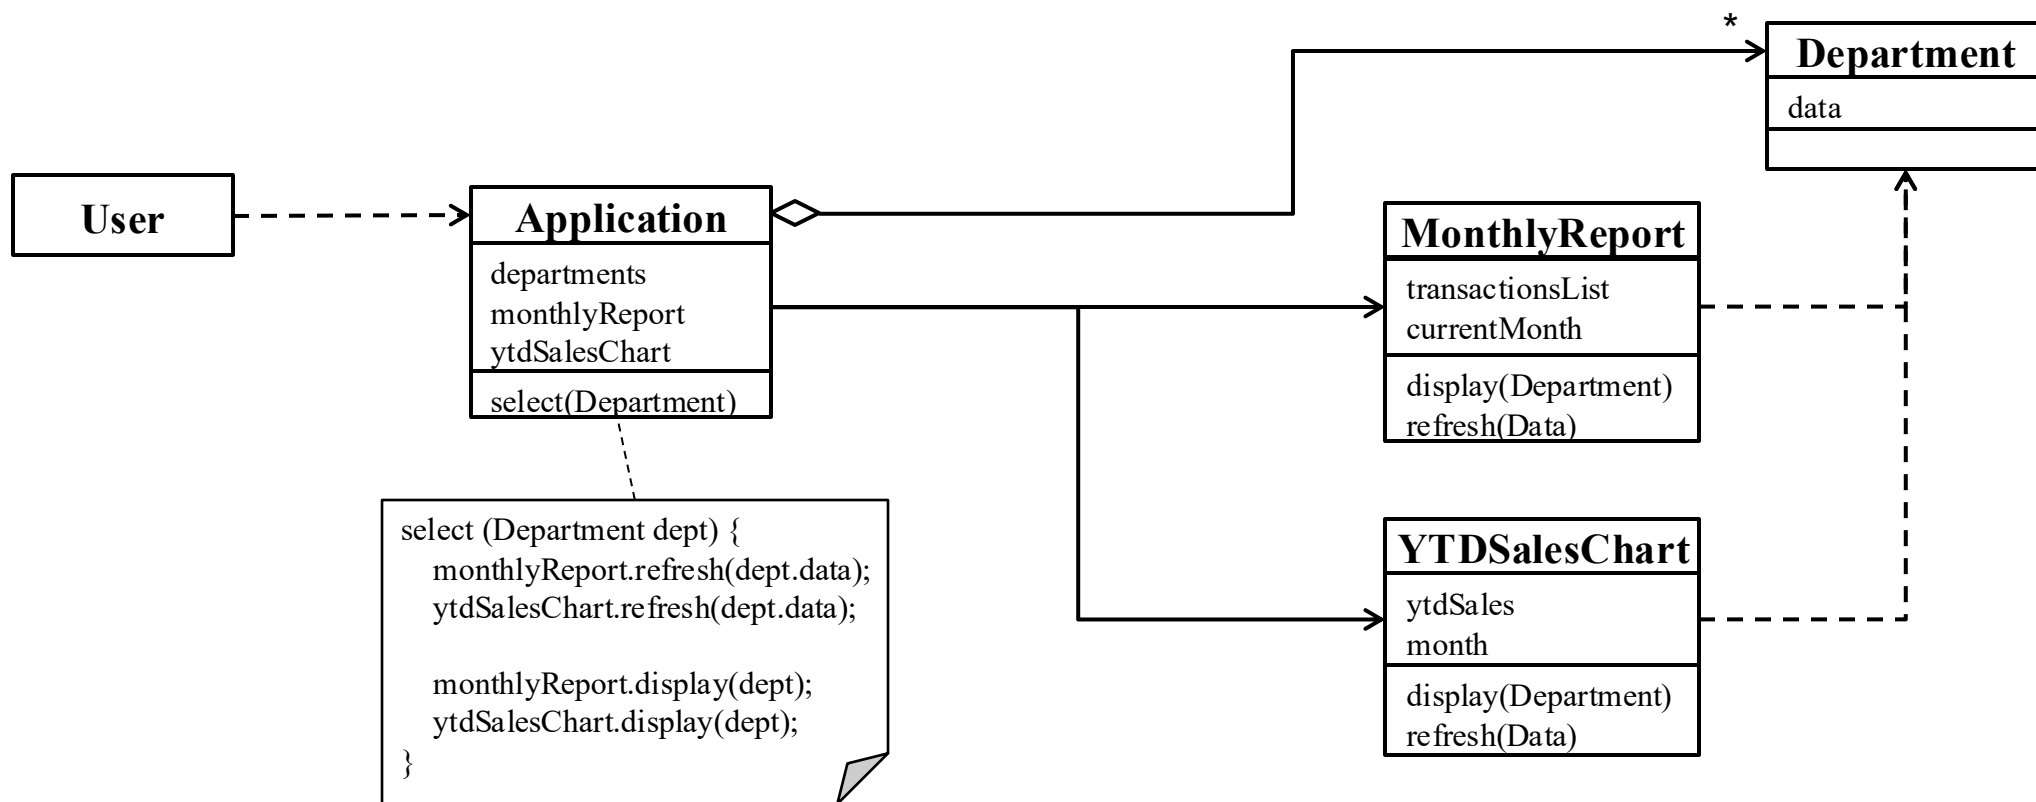 *
Department
data
User
Application
departments
monthlyReport
ytdSalesChart
select(Department)
MonthlyReport
transactionsList
currentMonth
display(Department)
refresh(Data)
select (Department dept) {
monthlyReport.refresh(dept.data);
ytdSalesChart.refresh(dept.data);
monthlyReport.display(dept);
ytdSalesChart.display(dept);
}
YTDSalesChart
ytdSales
month
display(Department)
refresh(Data)